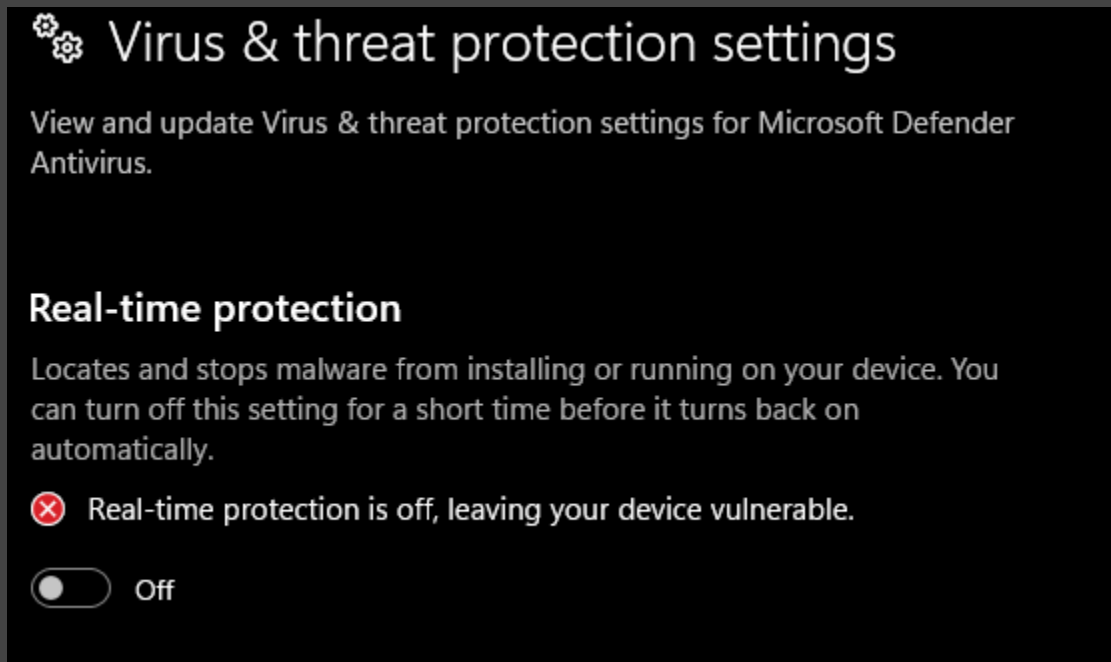 Virus & threat protection settings
View and update Virus & threat protection settings for Microsoft Defender
Antivirus.
Real-time protection
Locates and stops malware from installing or running on your device. You
can turn off this setting for a short time before it turns back on
automatically.
Real-time protection is off, leaving your device vulnerable.
Off